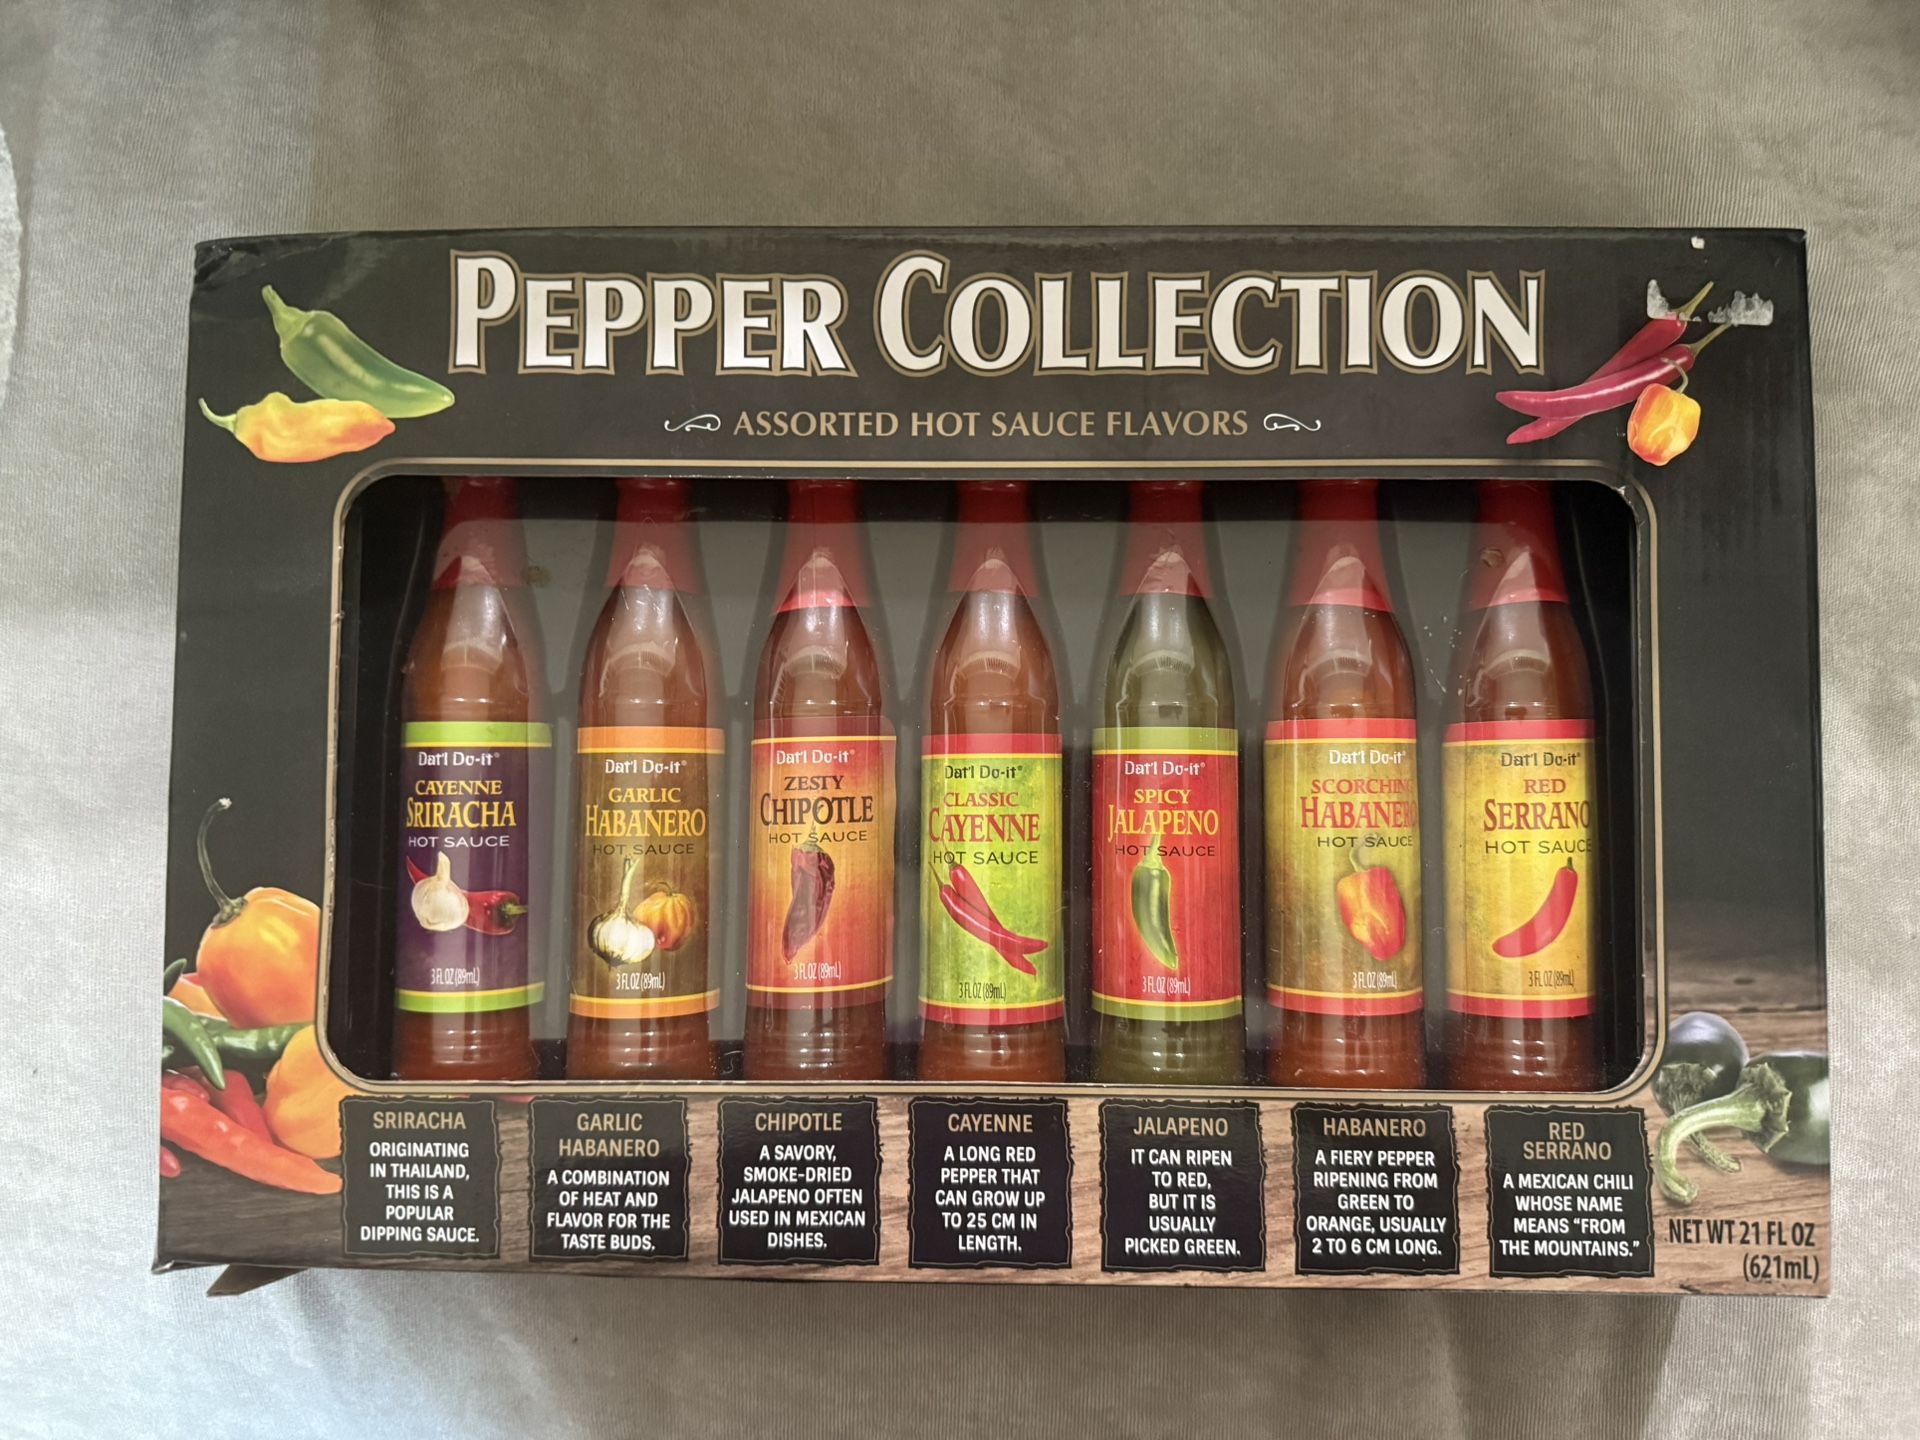 PEPPER COLLECTION
ASSORTED HOT SAUCE FLAVORS
Dat'l Do-it®
CAYENNE
SRIRACHA
HOT SAUCE
3 FL OZ (89mL)
Dat'l Do-it®
GARLIC
HABANERO
HOT SAUCE
3 FL OZ (89mL)
Dat'l Do-it®
ZESTY
CHIPOTLE
HOT SAUCE
3 FL OZ (89mL)
Dat'l Do-it®
CLASSIC
CAYENNE
HOT SAUCE
3 FL OZ (89mL)
Dat'l Do-it®
SPICY
JALAPENO
HOT SAUCE
3 FL OZ (89mL)
Dat'l Do-it®
SCORCHING
HABANERO
HOT SAUCE
3 FL OZ (89mL)
Dat'l Do-it®
RED
SERRANO
HOT SAUCE
3 FL OZ (89mL)
SRIRACHA
ORIGINATING
IN THAILAND,
THIS IS A
POPULAR
DIPPING SAUCE.
GARLIC
HABANERO
A COMBINATION
OF HEAT AND
FLAVOR FOR THE
TASTE BUDS.
CHIPOTLE
A SAVORY,
SMOKE-DRIED
JALAPENO OFTEN
USED IN MEXICAN
DISHES.
CAYENNE
A LONG RED
PEPPER THAT
CAN GROW UP
TO 25 CM IN
LENGTH.
JALAPENO
IT CAN RIPEN
TO RED,
BUT IT IS
USUALLY
PICKED GREEN.
HABANERO
A FIERY PEPPER
RIPENING FROM
GREEN TO
ORANGE, USUALLY
2 TO 6 CM LONG.
RED
SERRANO
A MEXICAN CHILI
WHOSE NAME
MEANS “FROM
THE MOUNTAINS.”
NET WT 21 FL OZ
(621mL)